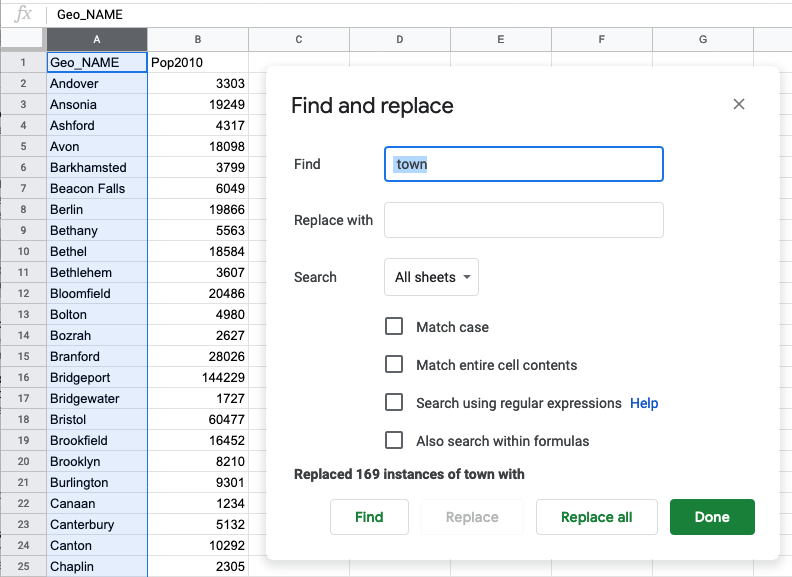 fx Geo_NAME
A B C D E F G
1 Geo_NAME Pop2010
2 Andover 3303
3 Ansonia 19249
4 Ashford 4317
5 Avon 18098
6 Barkhamsted 3799
7 Beacon Falls 6049
8 Berlin 19866
9 Bethany 5563
10 Bethel 18584
11 Bethlehem 3607
12 Bloomfield 20486
13 Bolton 4980
14 Bozrah 2627
15 Branford 28026
16 Bridgeport 144229
17 Bridgewater 1727
18 Bristol 60477
19 Brookfield 16452
20 Brooklyn 8210
21 Burlington 9301
22 Canaan 1234
23 Canterbury 5132
24 Canton 10292
25 Chaplin 2305
Find and replace
Find town
Replace with
Search All sheets
Match case
Match entire cell contents
Search using regular expressions Help
Also search within formulas
Replaced 169 instances of town with
Find Replace Replace all Done